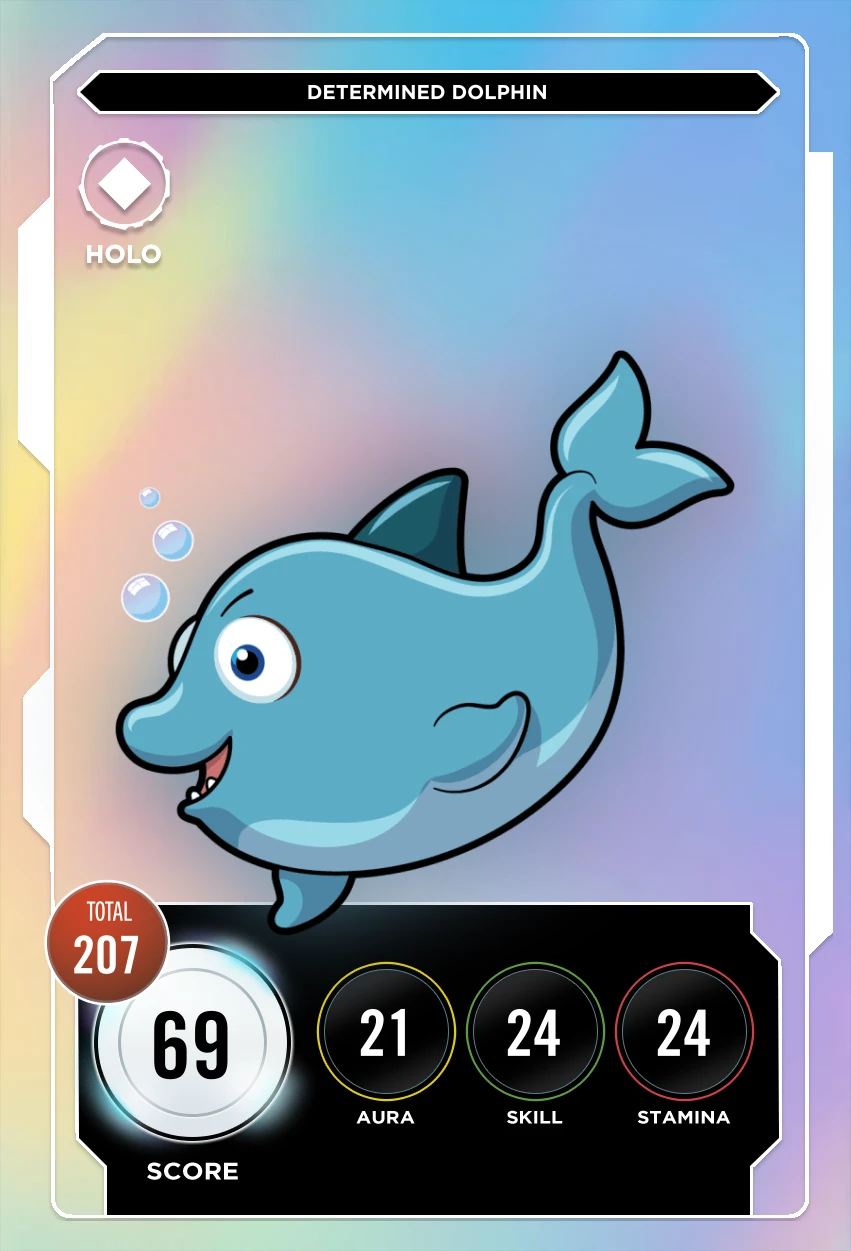 DETERMINED DOLPHIN
HOLO
TOTAL
207
69
SCORE
21
AURA
24
SKILL
24
STAMINA